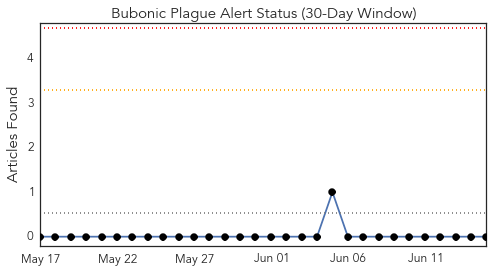 Bubonic Plague Alert Status (30-Day Window)
Articles Found
4
3
2
1
0
May 17 May 22 May 27 Jun 01 Jun 06 Jun 11